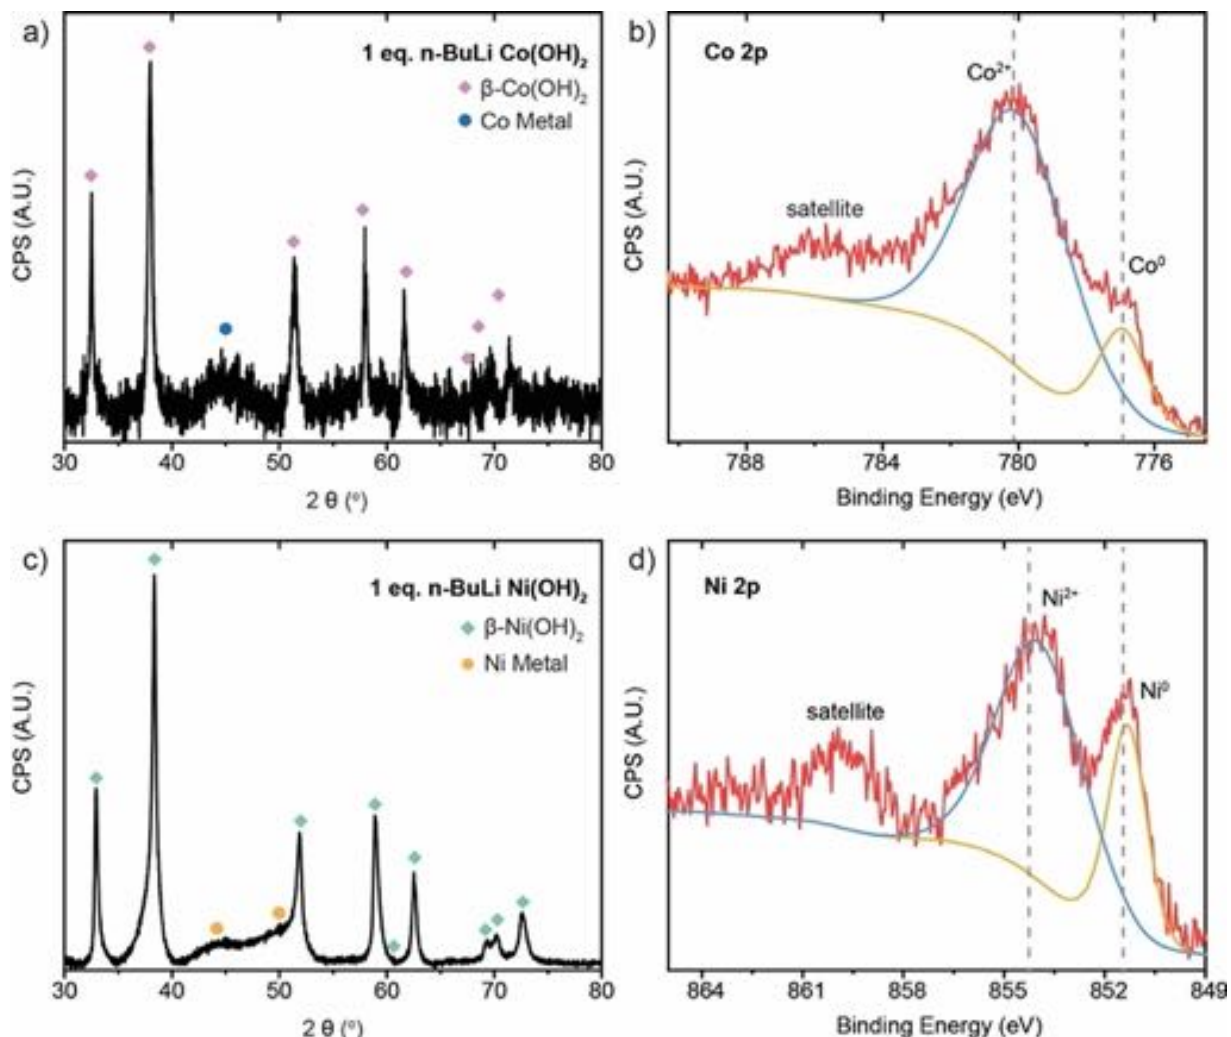 a)
1 eq. n-BuLi Co(OH)₂
β-Co(OH)₂
Co Metal
CPS (A.U.)
30 40 50 60 70 80
2 θ (°)
b)
Co 2p
Co²⁺
satellite
Co⁰
CPS (A.U.)
788 784 780 776
Binding Energy (eV)
c)
1 eq. n-BuLi Ni(OH)₂
β-Ni(OH)₂
Ni Metal
CPS (A.U.)
30 40 50 60 70 80
2 θ (°)
d)
Ni 2p
Ni²⁺
Ni⁰
satellite
CPS (A.U.)
864 861 858 855 852 849
Binding Energy (eV)